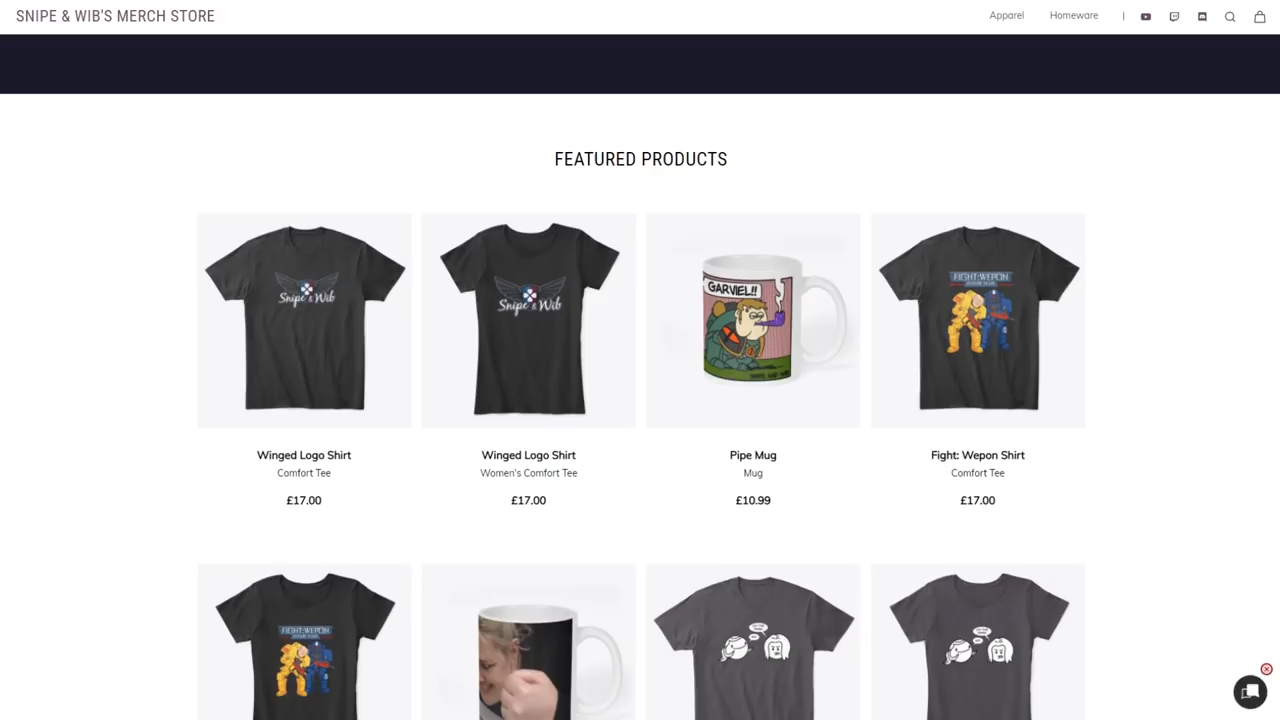 SNIPE & WIB'S MERCH STORE
Apparel
Homeware
FEATURED PRODUCTS
Snipe & Wib
Snipe & Wib
GARVIEL!!
FIGHT:WEPON
Winged Logo Shirt
Winged Logo Shirt
Pipe Mug
Fight: Wepon Shirt
Comfort Tee
Women's Comfort Tee
Mug
Comfort Tee
£17.00
£17.00
£10.99
£17.00
FIGHT:WEPON